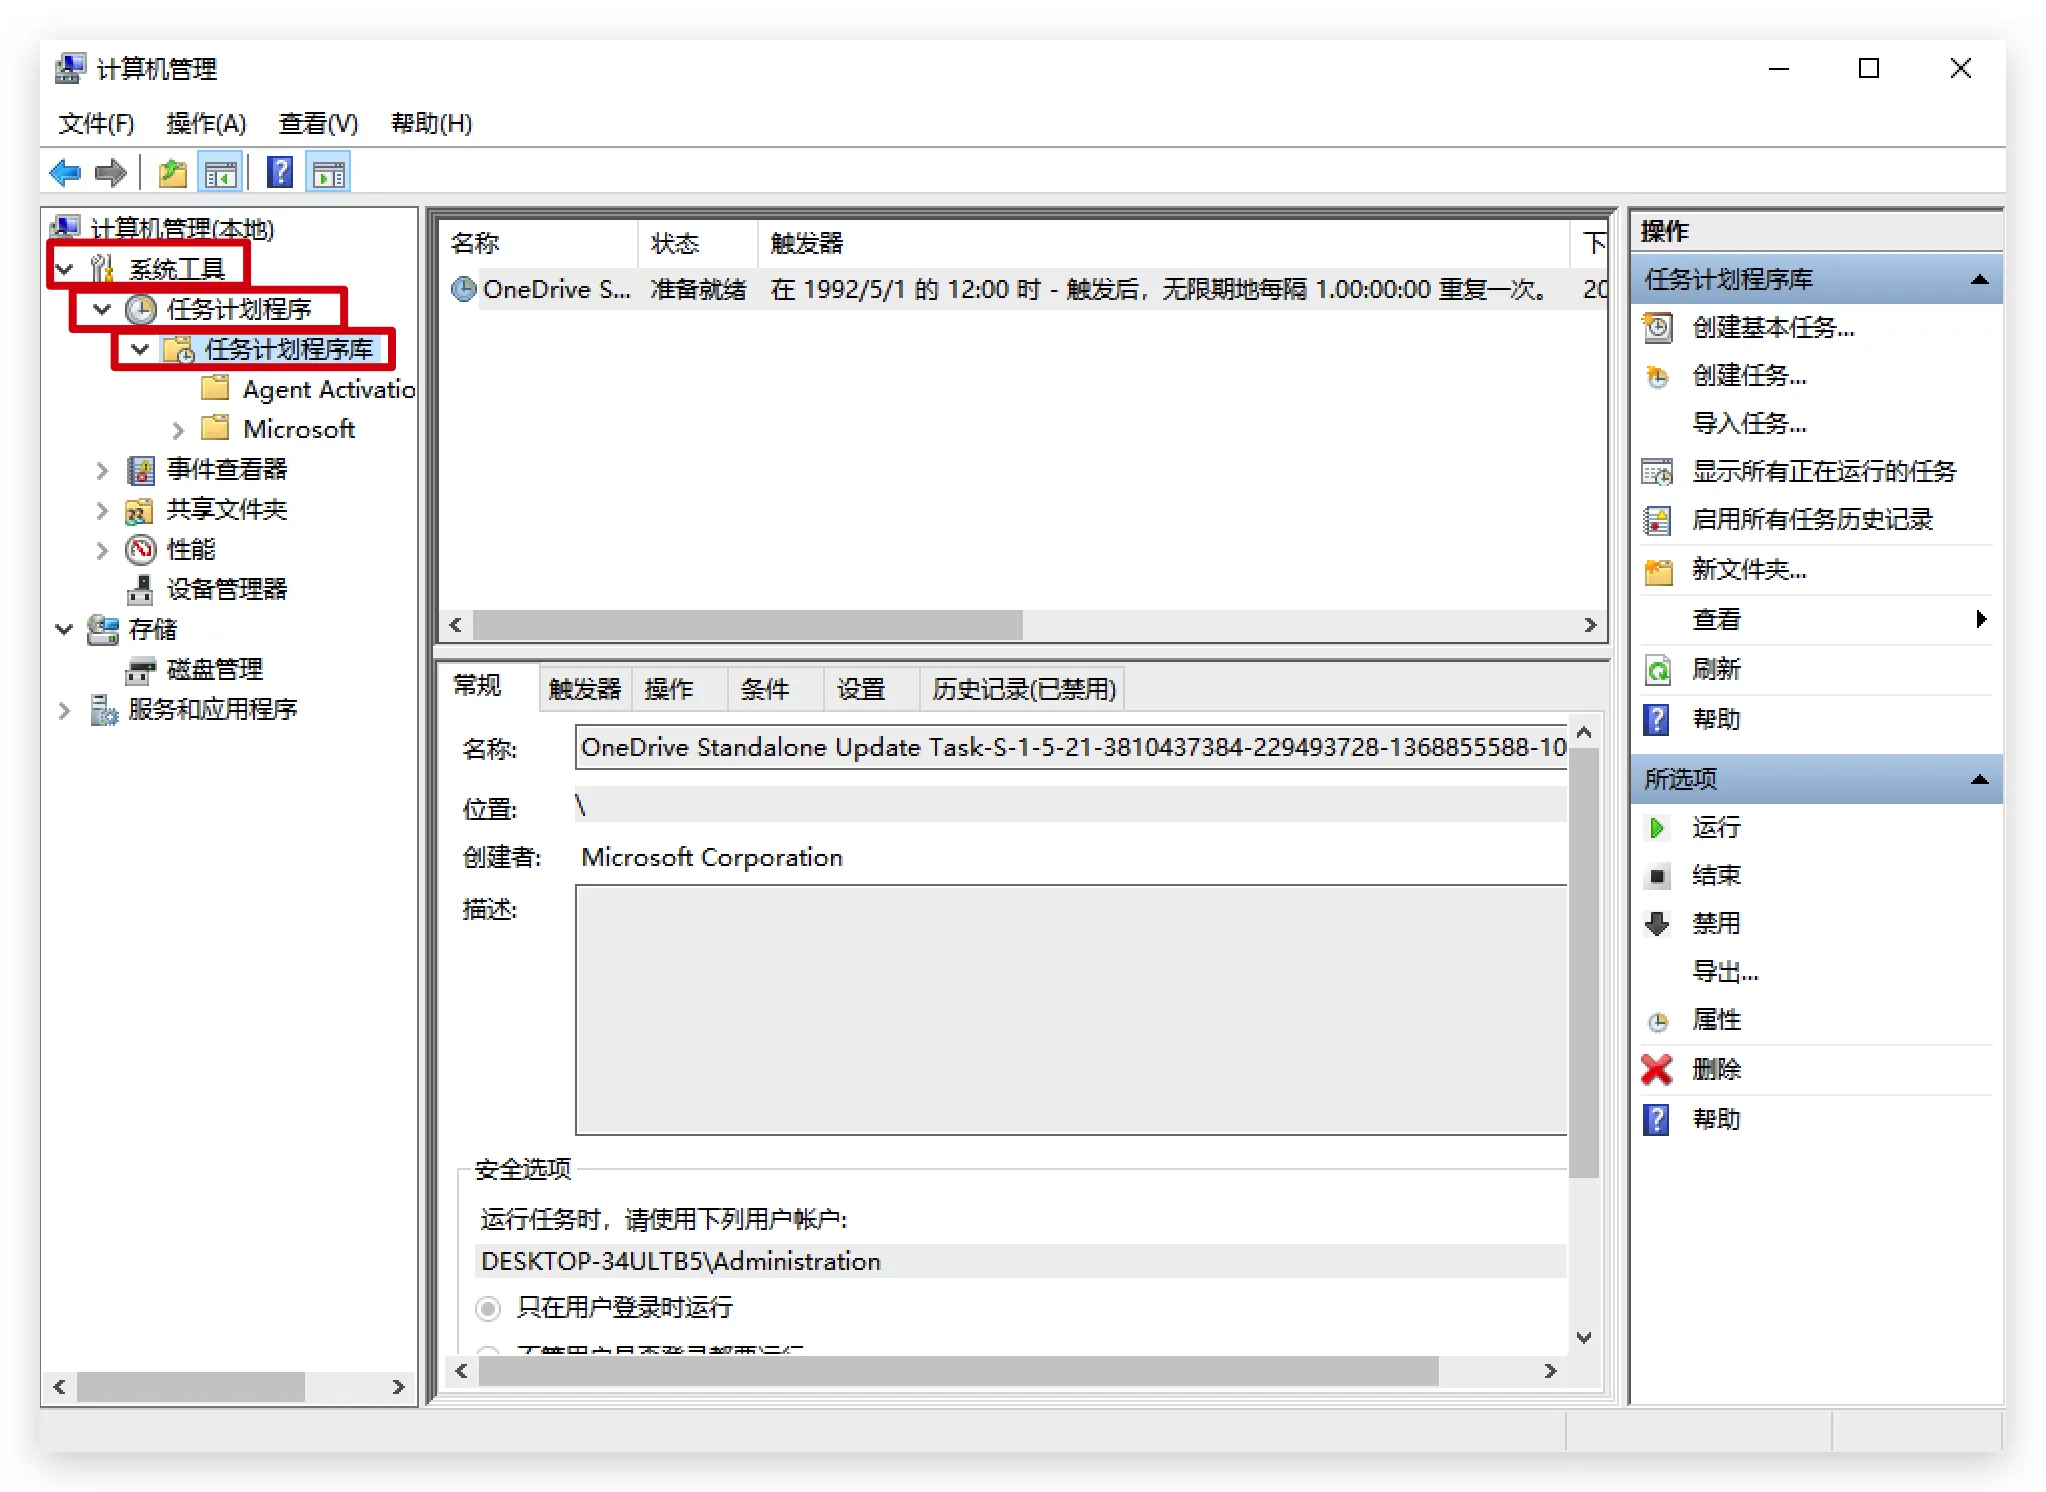 计算机管理
文件(F) 操作(A) 查看(V) 帮助(H)
计算机管理(本地)
系统工具
任务计划程序
任务计划程序库
Agent Activatio
Microsoft
事件查看器
共享文件夹
性能
设备管理器
存储
磁盘管理
服务和应用程序
名称 状态 触发器 下
OneDrive S... 准备就绪 在 1992/5/1 的 12:00 时 - 触发后，无限期地每隔 1.00:00:00 重复一次。 20
常规 触发器 操作 条件 设置 历史记录(已禁用)
名称: OneDrive Standalone Update Task-S-1-5-21-3810437384-229493728-1368855588-10
位置: \
创建者: Microsoft Corporation
描述:
安全选项
运行任务时，请使用下列用户帐户:
DESKTOP-34ULTB5\Administration
只在用户登录时运行
不管用户是否登录都要运行
操作
任务计划程序库
创建基本任务...
创建任务...
导入任务...
显示所有正在运行的任务
启用所有任务历史记录
新文件夹...
查看
刷新
帮助
所选项
运行
结束
禁用
导出...
属性
删除
帮助